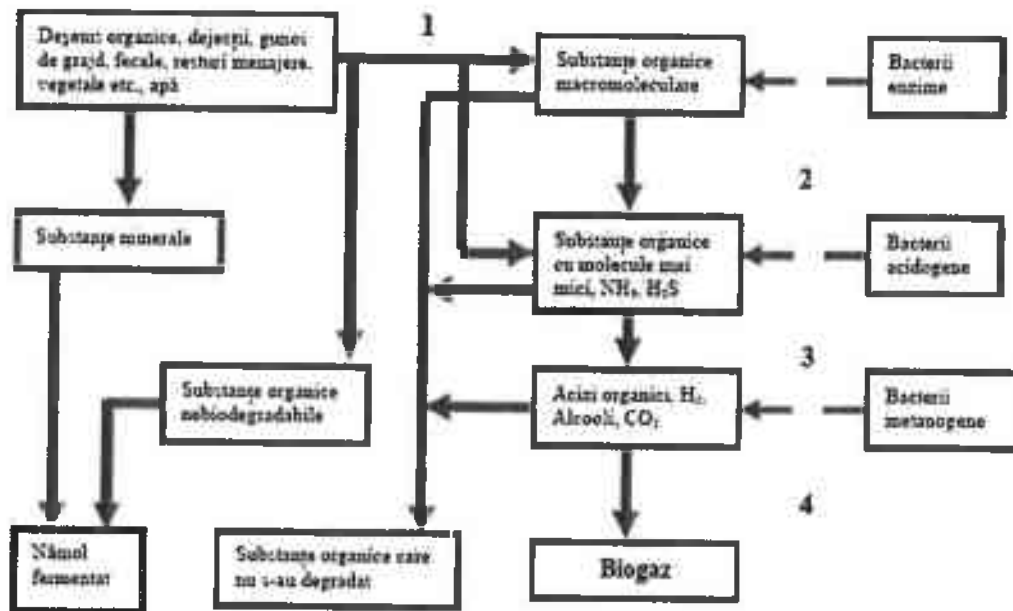 Deşeuri organice, dejecţii, gunoi
de grajd, fecale, resturi menajere,
vegetale etc., apă
1
Substanţe organice
macromoleculare
Bacterii
enzime
2
Substanţe minerale
Substanţe organice
cu molecule mai
mici, NH₃, H₂S
Bacterii
acidogene
3
Substanţe organice
nebiodegradabile
Acizi organici, H₂,
Alcooli, CO₂
Bacterii
metanogene
4
Nămol
fermentat
Substanţe organice care
nu s-au degradat
Biogaz